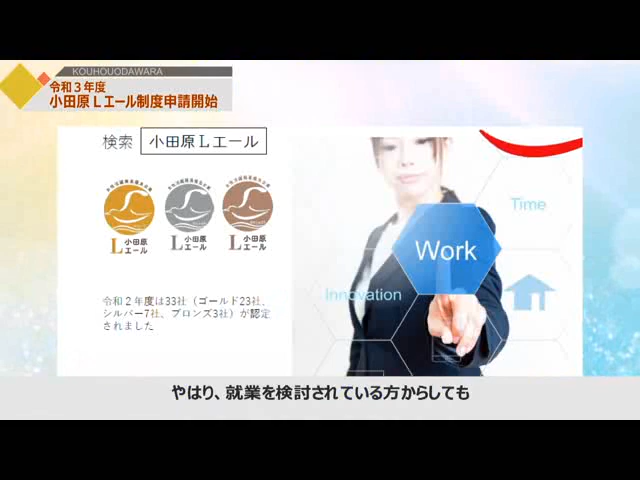 KOUHOUODAWARA
令和３年度
小田原Ｌエール制度申請開始
検索 小田原Ｌエール
L 小田原 エール
L 小田原 エール
L 小田原 エール
令和２年度は33社（ゴールド23社、
シルバー7社、ブロンズ3社）が認定
されました
Time
Work
Innovation
やはり、就業を検討されている方からしても